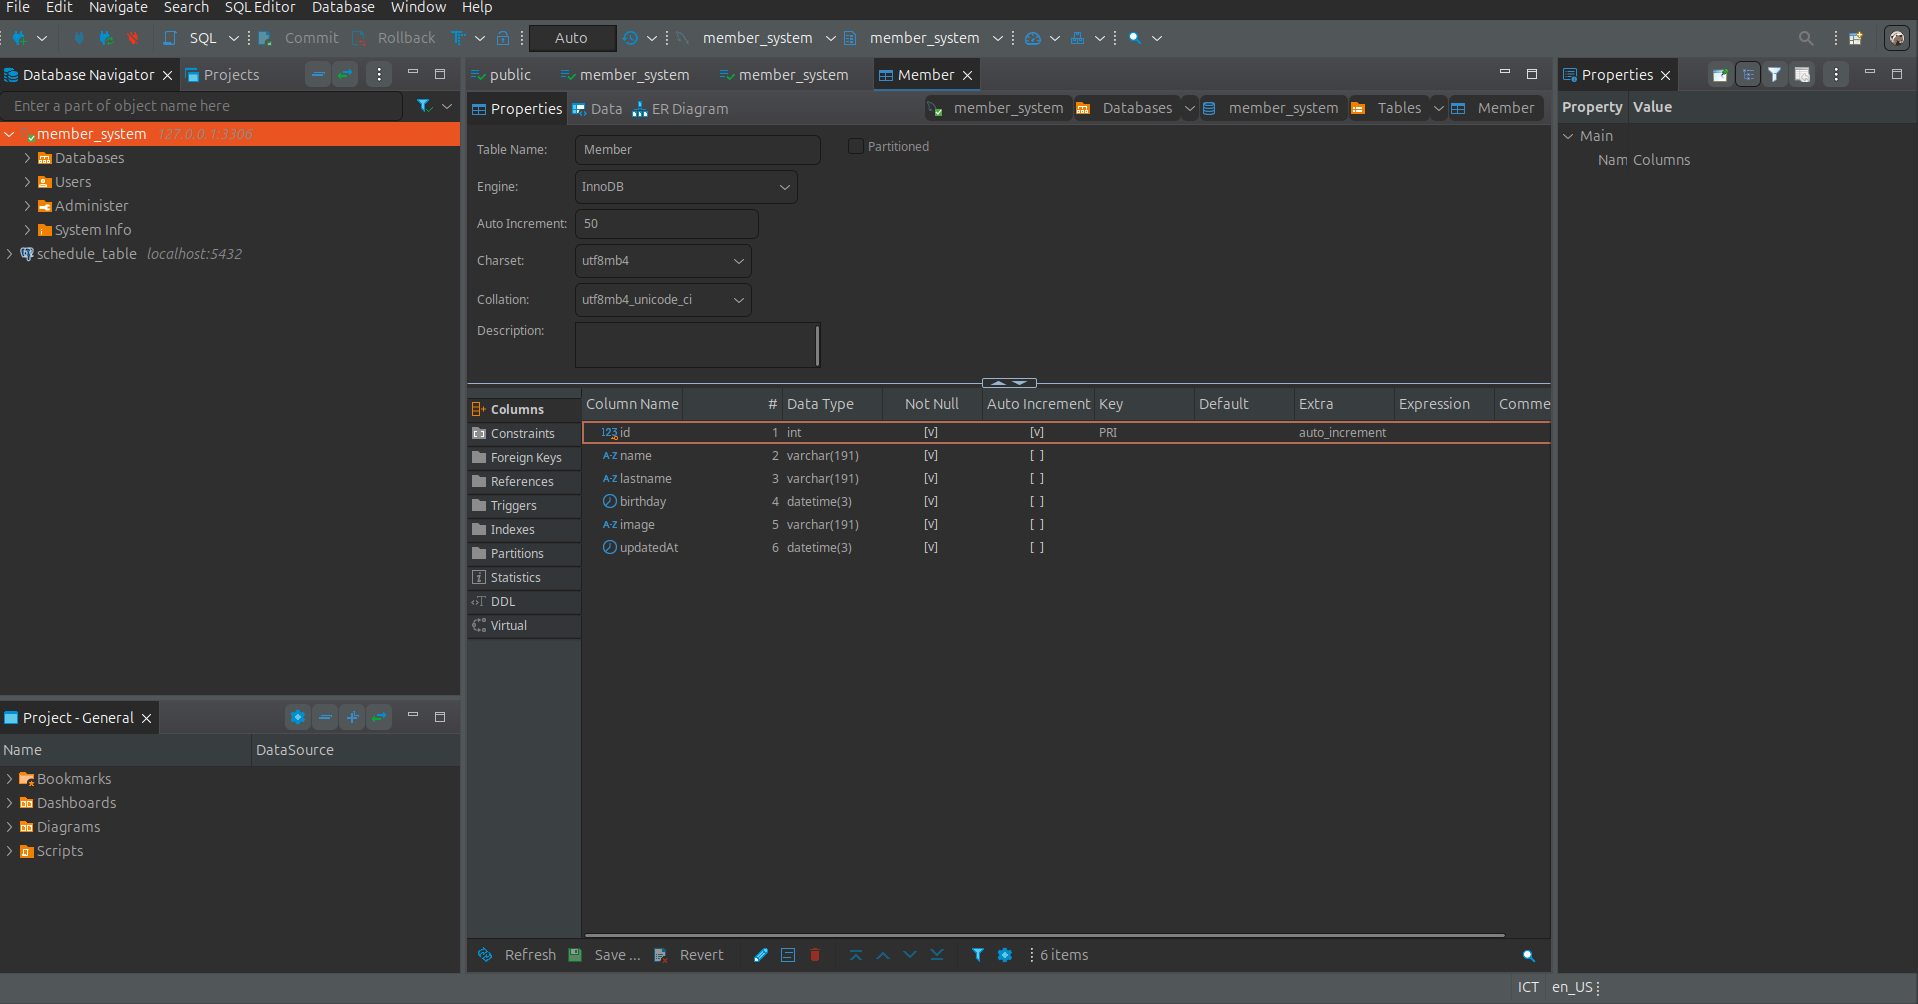 File Edit Navigate Search SQL Editor Database Window Help
SQL Commit Rollback Auto member_system member_system
Database Navigator Projects
Enter a part of object name here
member_system 127.0.0.1:3306
Databases
Users
Administer
System Info
schedule_table localhost:5432
Project - General
Name DataSource
Bookmarks
Dashboards
Diagrams
Scripts
public member_system member_system Member
Properties Data ER Diagram member_system Databases member_system Tables Member
Table Name: Member Partitioned
Engine: InnoDB
Auto Increment: 50
Charset: utf8mb4
Collation: utf8mb4_unicode_ci
Description:
Columns
Constraints
Foreign Keys
References
Triggers
Indexes
Partitions
Statistics
DDL
Virtual
Column Name # Data Type Not Null Auto Increment Key Default Extra Expression Comme
123 id 1 int [v] [v] PRI auto_increment
A-Z name 2 varchar(191) [v] [ ]
A-Z lastname 3 varchar(191) [v] [ ]
birthday 4 datetime(3) [v] [ ]
A-Z image 5 varchar(191) [v] [ ]
updatedAt 6 datetime(3) [v] [ ]
Refresh Save ... Revert 6 items
Properties
Property Value
Main
Nam Columns
ICT en_US